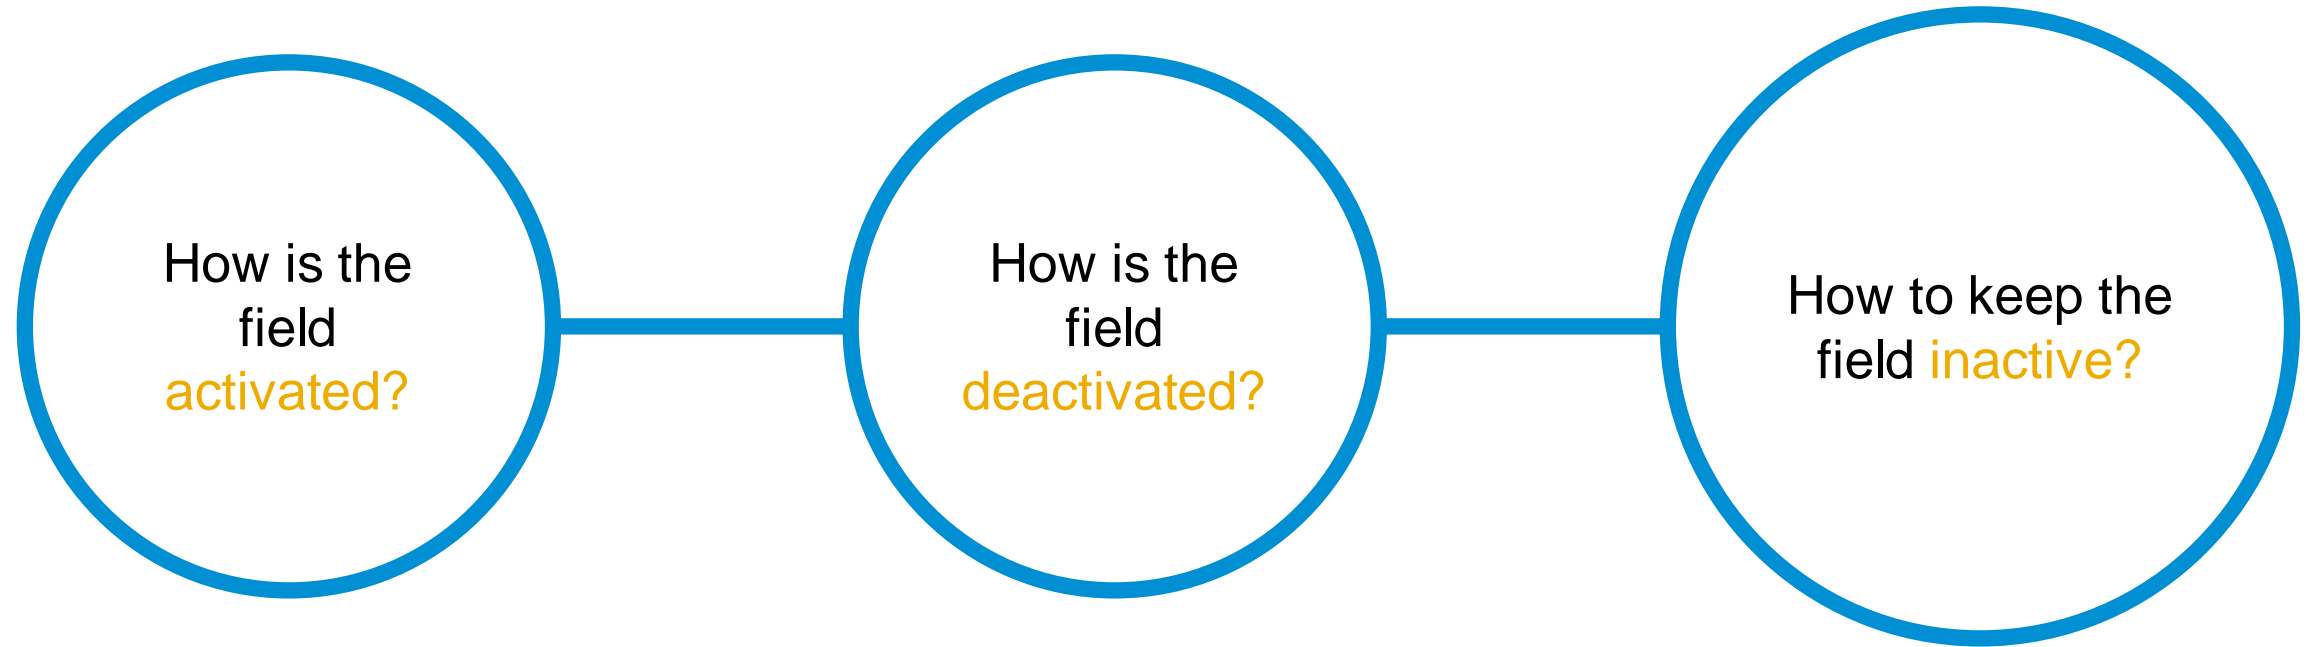 How is the
field
activated?
How is the
field
deactivated?
How to keep the
field inactive?